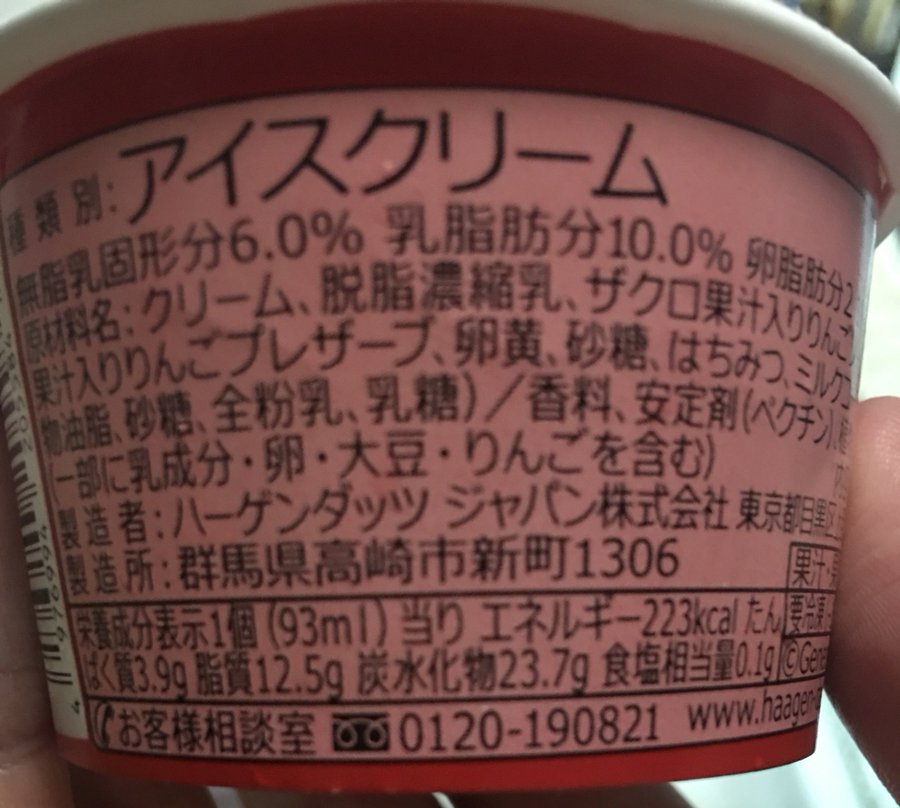 種類別:アイスクリーム
無脂乳固形分6.0% 乳脂肪分10.0% 卵脂肪分
原材料名:クリーム、脱脂濃縮乳、ザクロ果汁入りりんご
果汁入りりんごプレザーブ、卵黄、砂糖、はちみつ、ミルク
物油脂、砂糖、全粉乳、乳糖)/香料、安定剤(ペクチン)、
(一部に乳成分・卵・大豆・りんごを含む)
製造者:ハーゲンダッツ ジャパン株式会社 東京都目黒区
製造所:群馬県高崎市新町1306
果汁・
栄養成分表示1個(93ml)当り エネルギー223kcal たん
要冷凍
ぱく質3.9g 脂質12.5g 炭水化物23.7g 食塩相当量0.1g
©Gene
お客様相談室 0120-190821 www.haagen